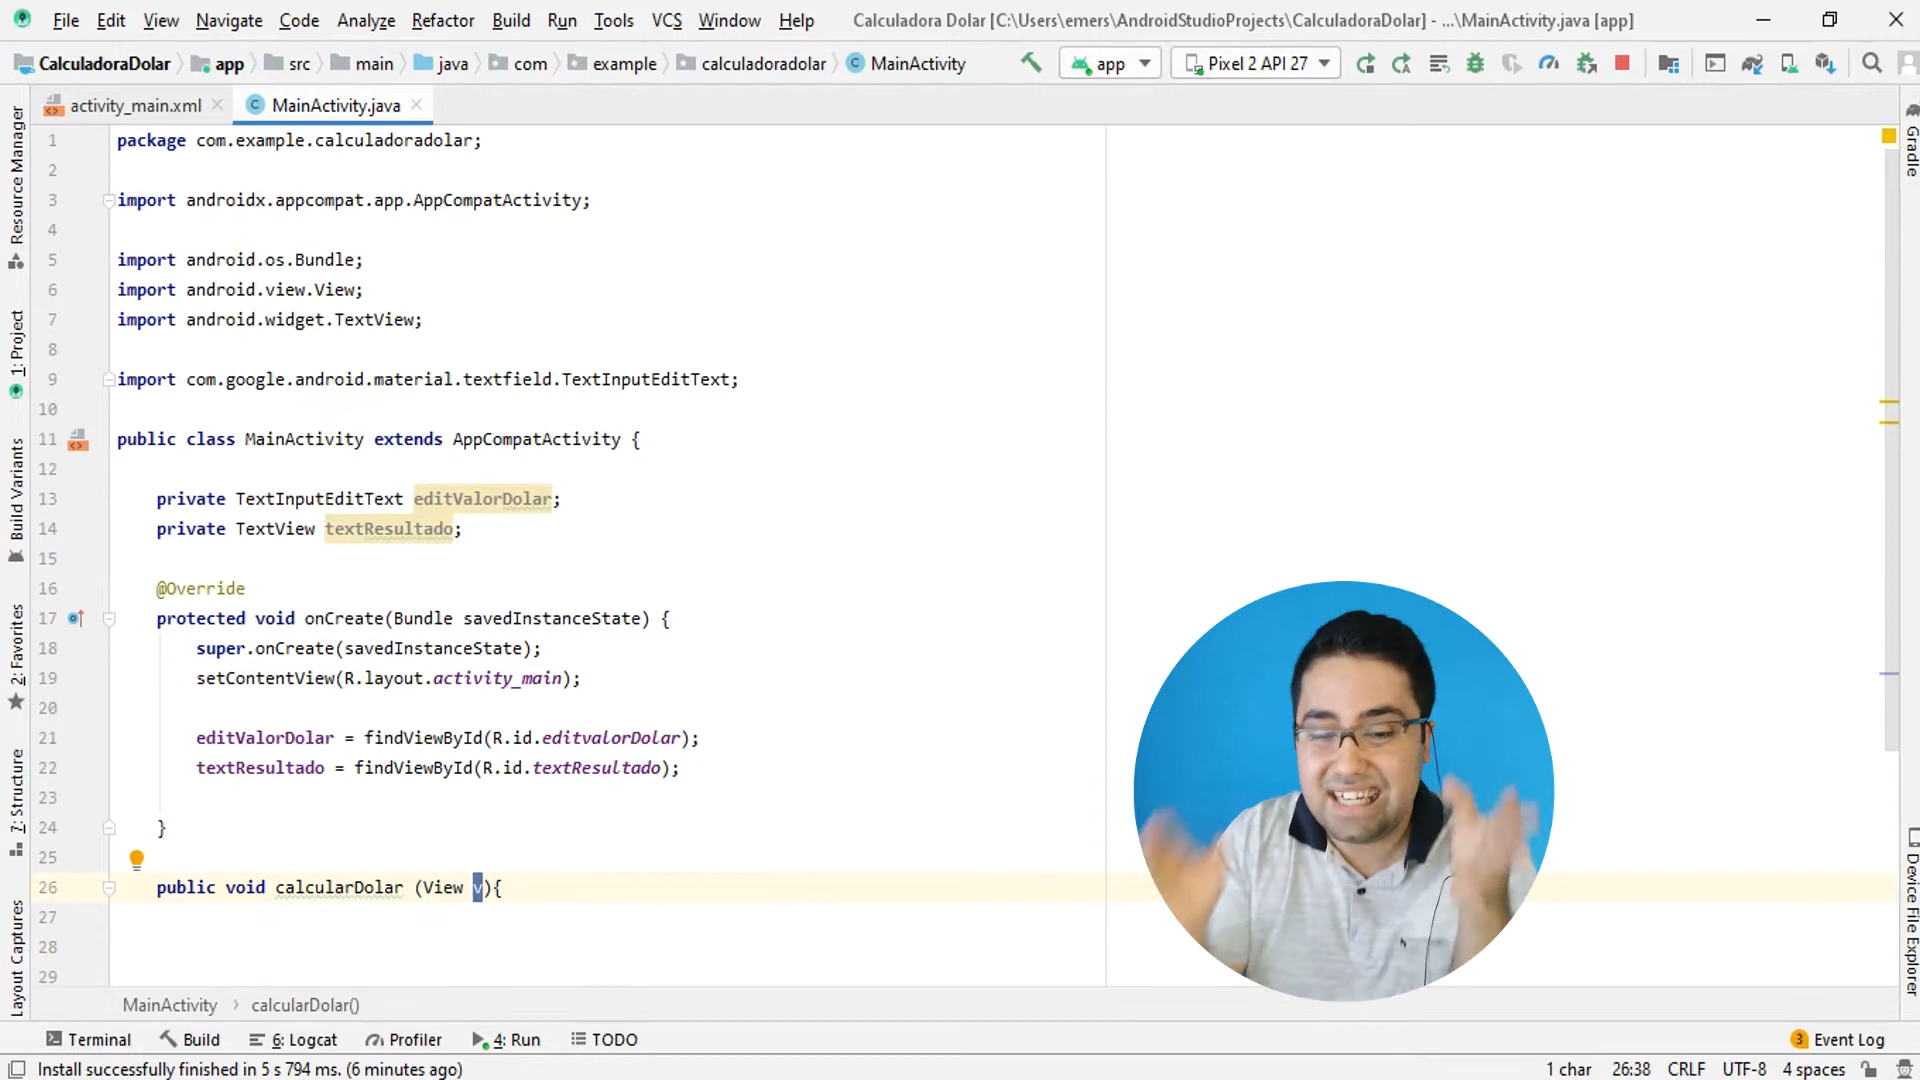 File Edit View Navigate Code Analyze Refactor Build Run Tools VCS Window Help Calculadora Dolar [C:\Users\emers\AndroidStudioProjects\CalculadoraDolar] - ...\MainActivity.java [app]
CalculadoraDolar app src main java com example calculadoradolar MainActivity app Pixel 2 API 27
activity_main.xml MainActivity.java
1 package com.example.calculadoradolar;
2
3 import androidx.appcompat.app.AppCompatActivity;
4
5 import android.os.Bundle;
6 import android.view.View;
7 import android.widget.TextView;
8
9 import com.google.android.material.textfield.TextInputEditText;
10
11 public class MainActivity extends AppCompatActivity {
12
13 private TextInputEditText editValorDolar;
14 private TextView textResultado;
15
16 @Override
17 protected void onCreate(Bundle savedInstanceState) {
18 super.onCreate(savedInstanceState);
19 setContentView(R.layout.activity_main);
20
21 editValorDolar = findViewById(R.id.editvalorDolar);
22 textResultado = findViewById(R.id.textResultado);
23
24 }
25
26 public void calcularDolar (View v){
27
28
29
Resource Manager
1: Project
Build Variants
2: Favorites
7: Structure
Layout Captures
Gradle
Device File Explorer
MainActivity calcularDolar()
Terminal Build 6: Logcat Profiler 4: Run TODO 3 Event Log
Install successfully finished in 5 s 794 ms. (6 minutes ago) 1 char 26:38 CRLF UTF-8 4 spaces